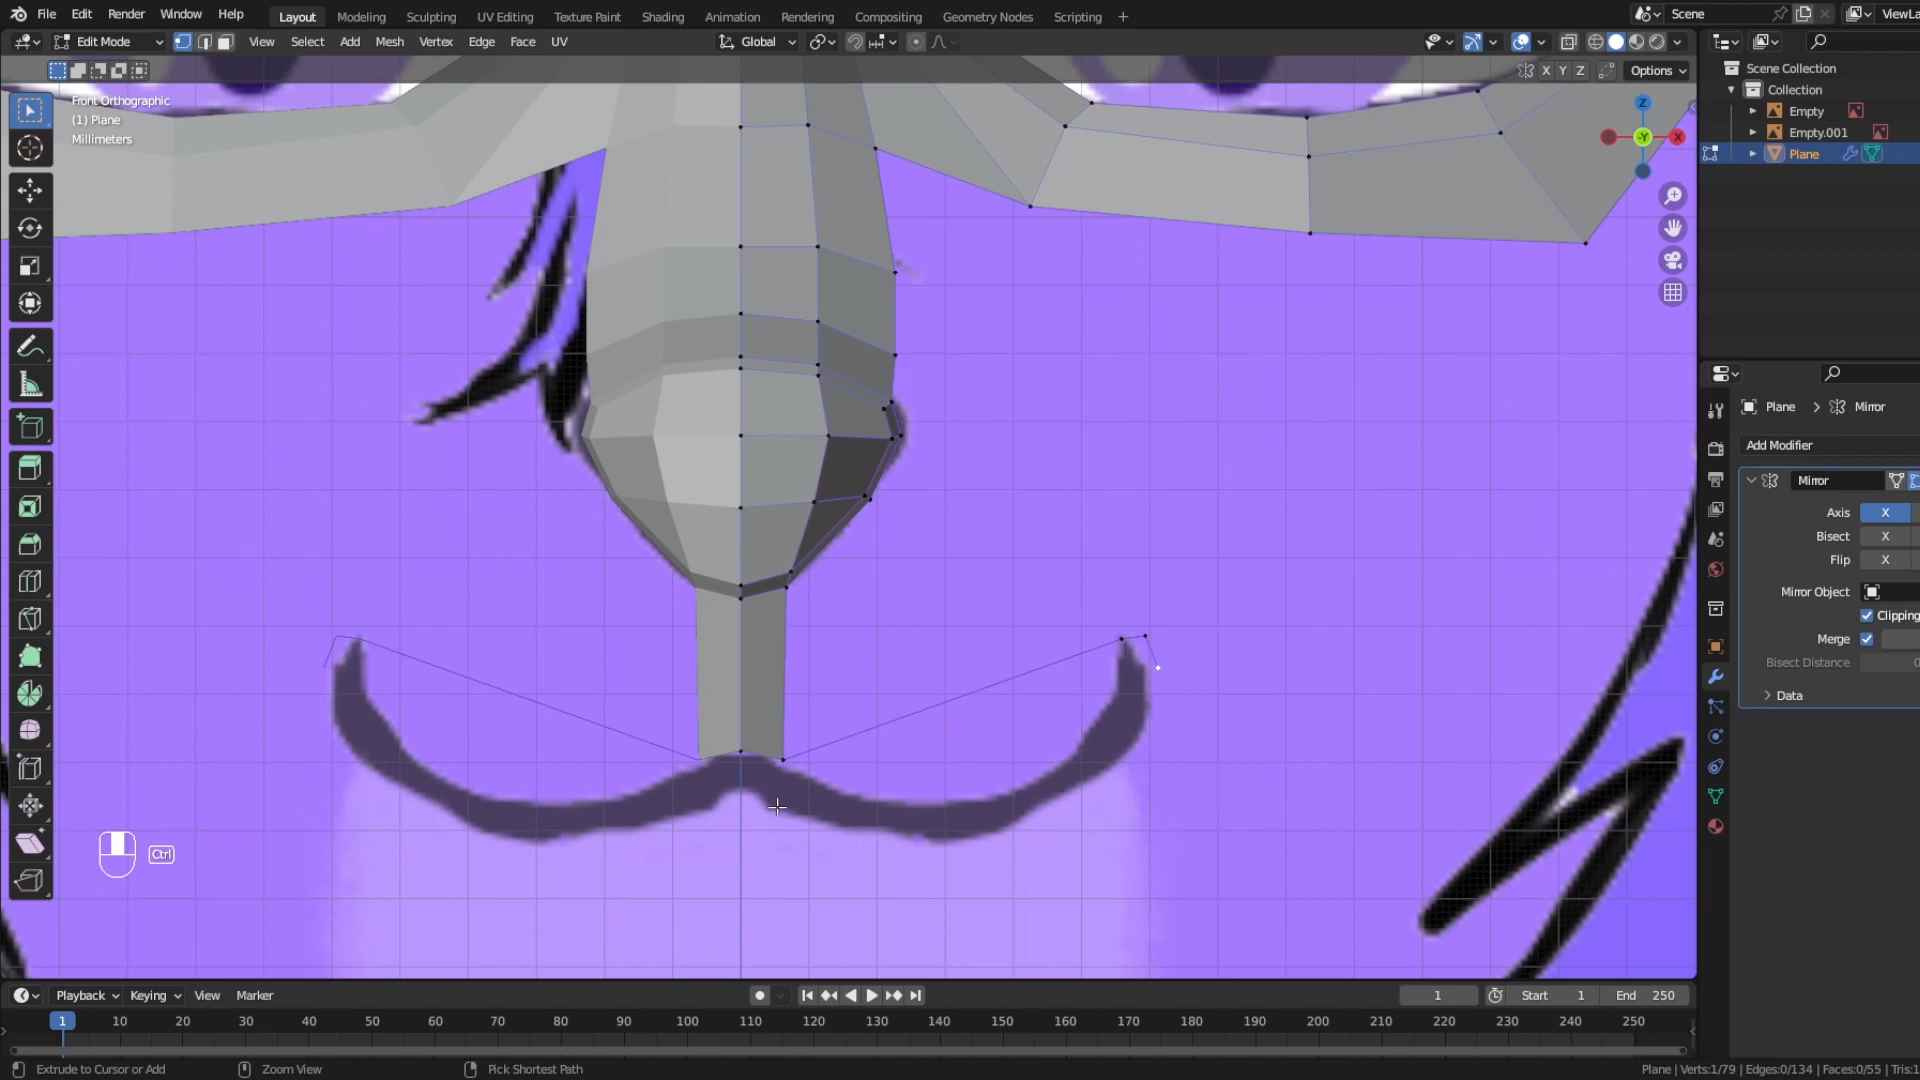 File Edit Render Window Help Layout Modeling Sculpting UV Editing Texture Paint Shading Animation Rendering Compositing Geometry Nodes Scripting + Scene ViewLa
Edit Mode View Select Add Mesh Vertex Edge Face UV Global
X Y Z Options
Front Orthographic
(1) Plane
Millimeters
Z
-Y X
Scene Collection
Collection
Empty
Empty.001
Plane
Plane > Mirror
Add Modifier
Mirror
Axis X
Bisect X
Flip X
Mirror Object
Clipping
Merge
Bisect Distance 0
Data
Ctrl
Playback Keying View Marker 1 Start 1 End 250
1 10 20 30 40 50 60 70 80 90 100 110 120 130 140 150 160 170 180 190 200 210 220 230 240 250
Extrude to Cursor or Add Zoom View Pick Shortest Path Plane | Verts:1/79 | Edges:0/134 | Faces:0/55 | Tris:1